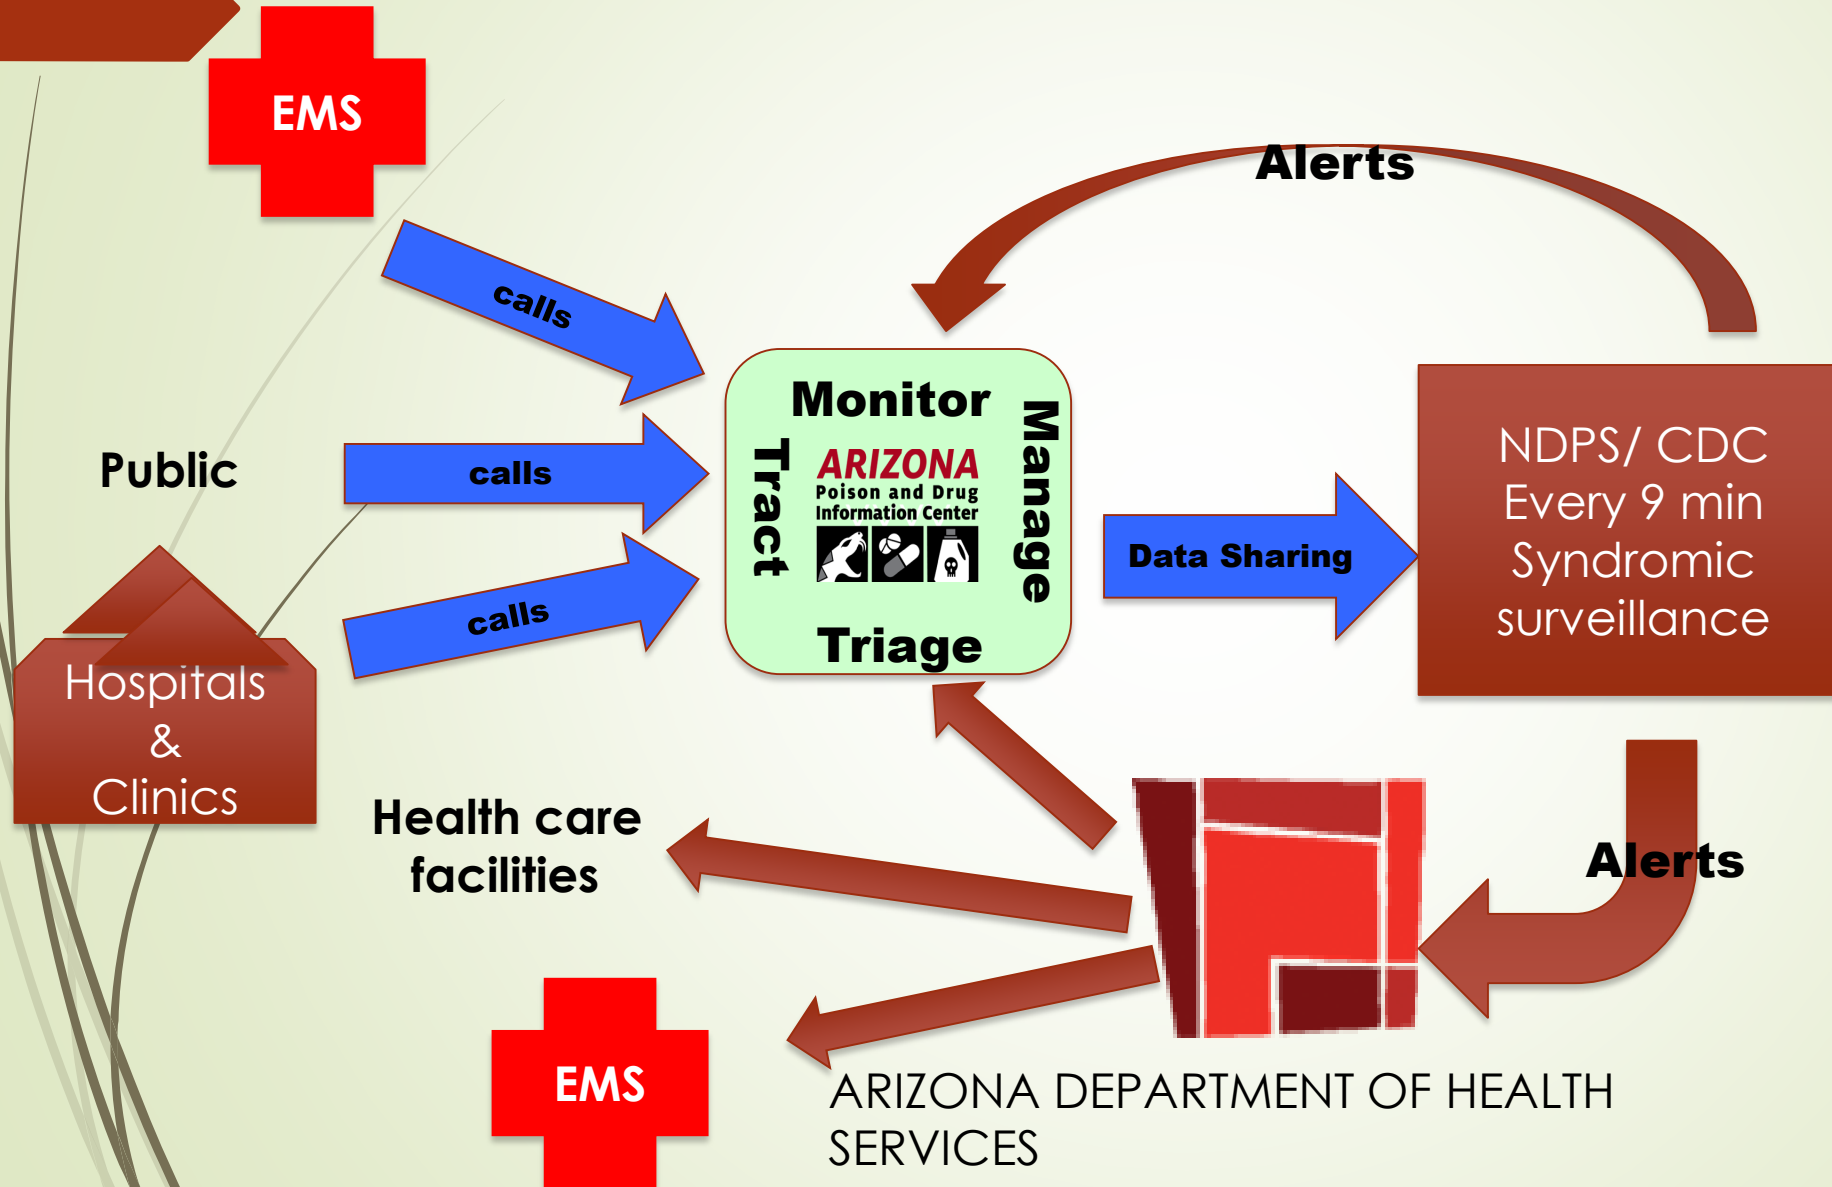 EMS
Alerts
calls
Public
calls
calls
Hospitals
&
Clinics
Monitor
Manage
Tract
ARIZONA
Poison and Drug
Information Center
Triage
Data Sharing
NDPS/ CDC
Every 9 min
Syndromic
surveillance
Health care
facilities
Alerts
EMS
ARIZONA DEPARTMENT OF HEALTH
SERVICES